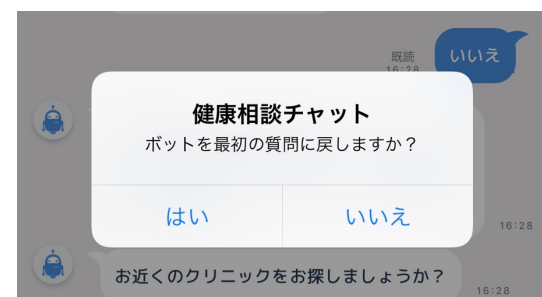 既読
16:28
いいえ
健康相談チャット
ボットを最初の質問に戻しますか？
はい
いいえ
16:28
お近くのクリニックをお探しましょうか？
16:28